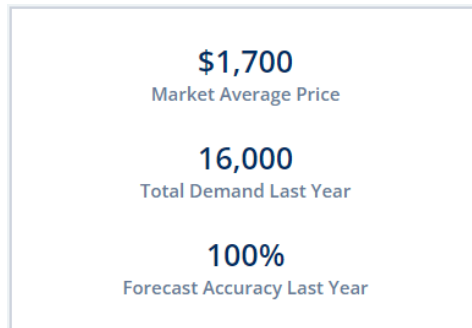 $1,700
Market Average Price
16,000
Total Demand Last Year
100%
Forecast Accuracy Last Year